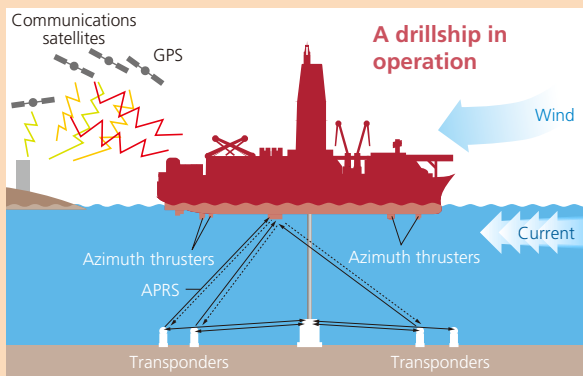 Communications
satellites
GPS
A drillship in
operation
Wind
Current
Azimuth thrusters
Azimuth thrusters
APRS
Transponders
Transponders